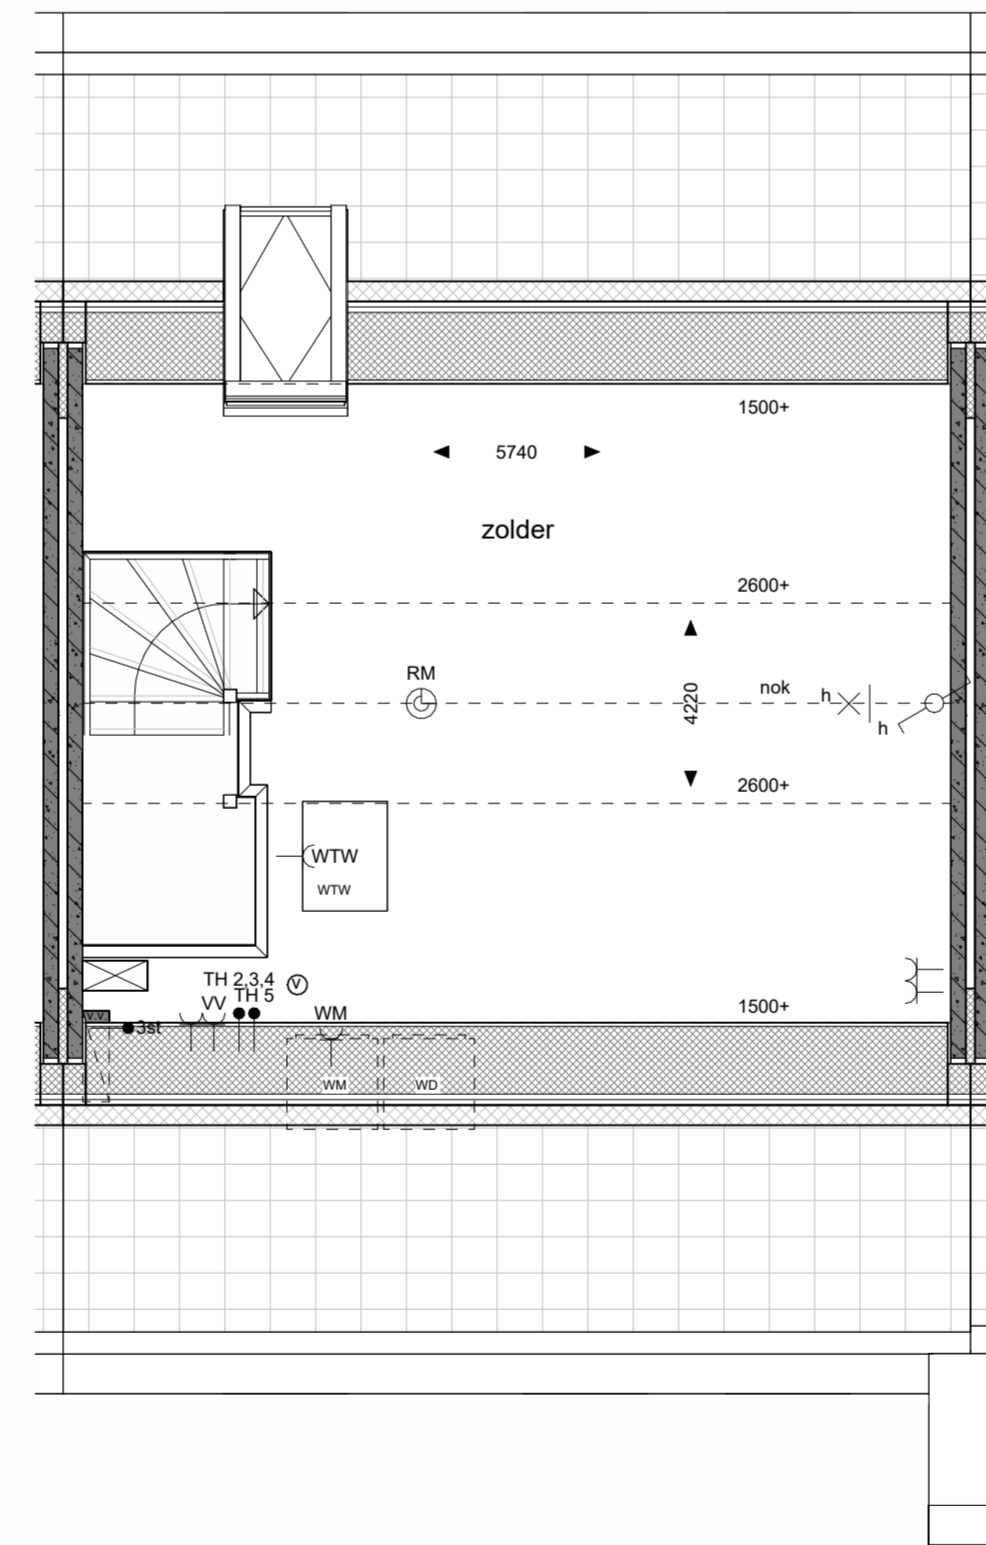 1500+
5740
zolder
2600+
RM
nok
h
h
4220
2600+
WTW
WTW
TH 2,3,4
V
TH 5
VV
V.V.
3st
WM
1500+
WM
WD